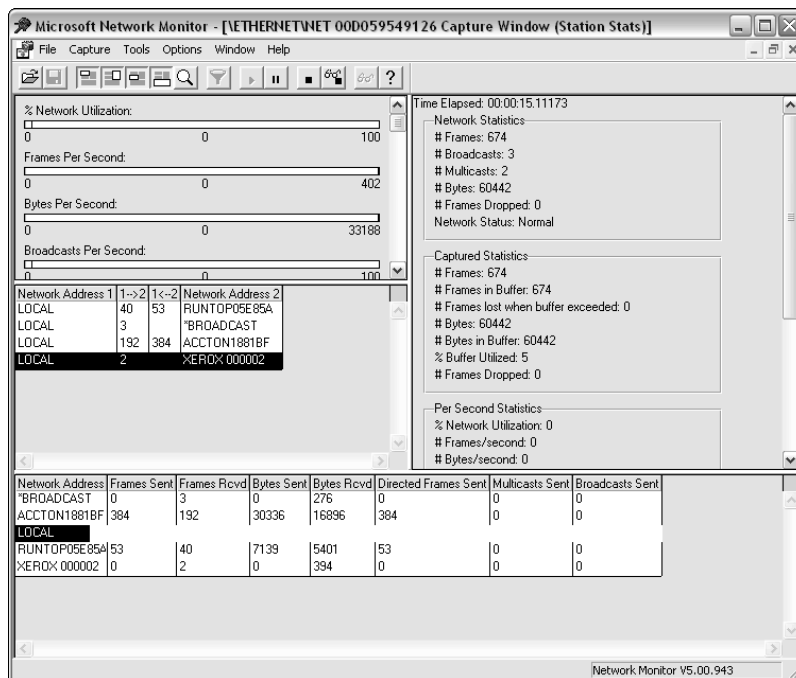 Microsoft Network Monitor - [\ETHERNET\NET 00D059549126 Capture Window (Station Stats)]
File Capture Tools Options Window Help
% Network Utilization:
0 0 100
Frames Per Second:
0 0 402
Bytes Per Second:
0 0 33188
Broadcasts Per Second:
0 0 100
Time Elapsed: 00:00:15.11173
Network Statistics
# Frames: 674
# Broadcasts: 3
# Multicasts: 2
# Bytes: 60442
# Frames Dropped: 0
Network Status: Normal
Captured Statistics
# Frames: 674
# Frames in Buffer: 674
# Frames lost when buffer exceeded: 0
# Bytes: 60442
# Bytes in Buffer: 60442
% Buffer Utilized: 5
# Frames Dropped: 0
Per Second Statistics
% Network Utilization: 0
# Frames/second: 0
# Bytes/second: 0
Network Address 1 1-->2 1<--2 Network Address 2
LOCAL 40 53 RUNTOP05E85A
LOCAL 3 *BROADCAST
LOCAL 192 384 ACCTON1881BF
LOCAL 2 XEROX 000002
Network Address Frames Sent Frames Rcvd Bytes Sent Bytes Rcvd Directed Frames Sent Multicasts Sent Broadcasts Sent
*BROADCAST 0 3 0 276 0 0 0
ACCTON1881BF 384 192 30336 16896 384 0 0
LOCAL
RUNTOP05E85A 53 40 7139 5401 53 0 0
XEROX 000002 0 2 0 394 0 0 0
Network Monitor V5.00.943